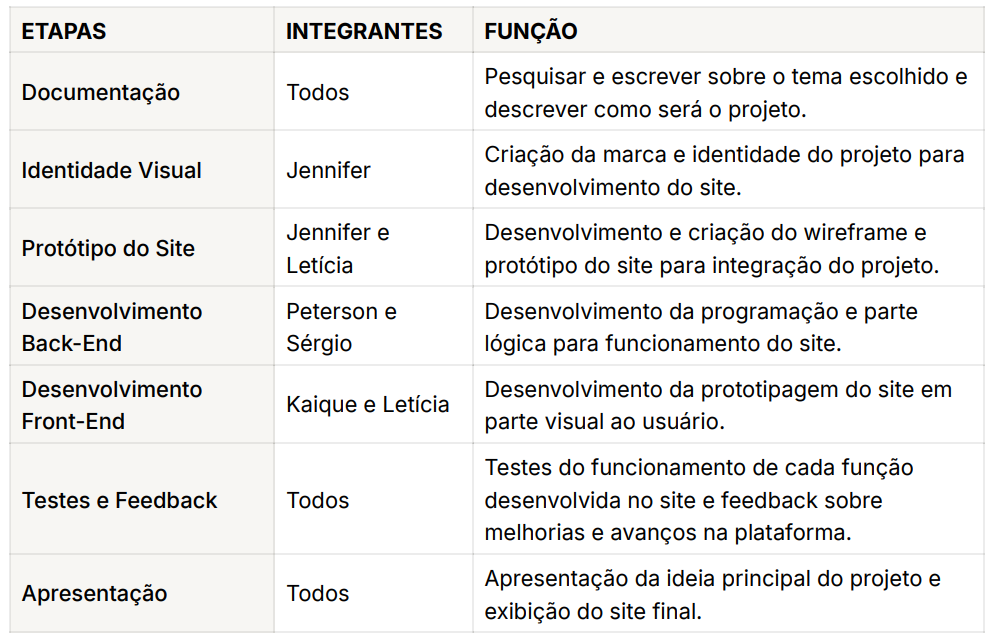 ETAPAS INTEGRANTES FUNÇÃO
Documentação Todos Pesquisar e escrever sobre o tema escolhido e
descrever como será o projeto.
Identidade Visual Jennifer Criação da marca e identidade do projeto para
desenvolvimento do site.
Protótipo do Site Jennifer e
Letícia Desenvolvimento e criação do wireframe e
protótipo do site para integração do projeto.
Desenvolvimento
Back-End Peterson e
Sérgio Desenvolvimento da programação e parte
lógica para funcionamento do site.
Desenvolvimento
Front-End Kaique e Letícia Desenvolvimento da prototipagem do site em
parte visual ao usuário.
Testes e Feedback Todos Testes do funcionamento de cada função
desenvolvida no site e feedback sobre
melhorias e avanços na plataforma.
Apresentação Todos Apresentação da ideia principal do projeto e
exibição do site final.